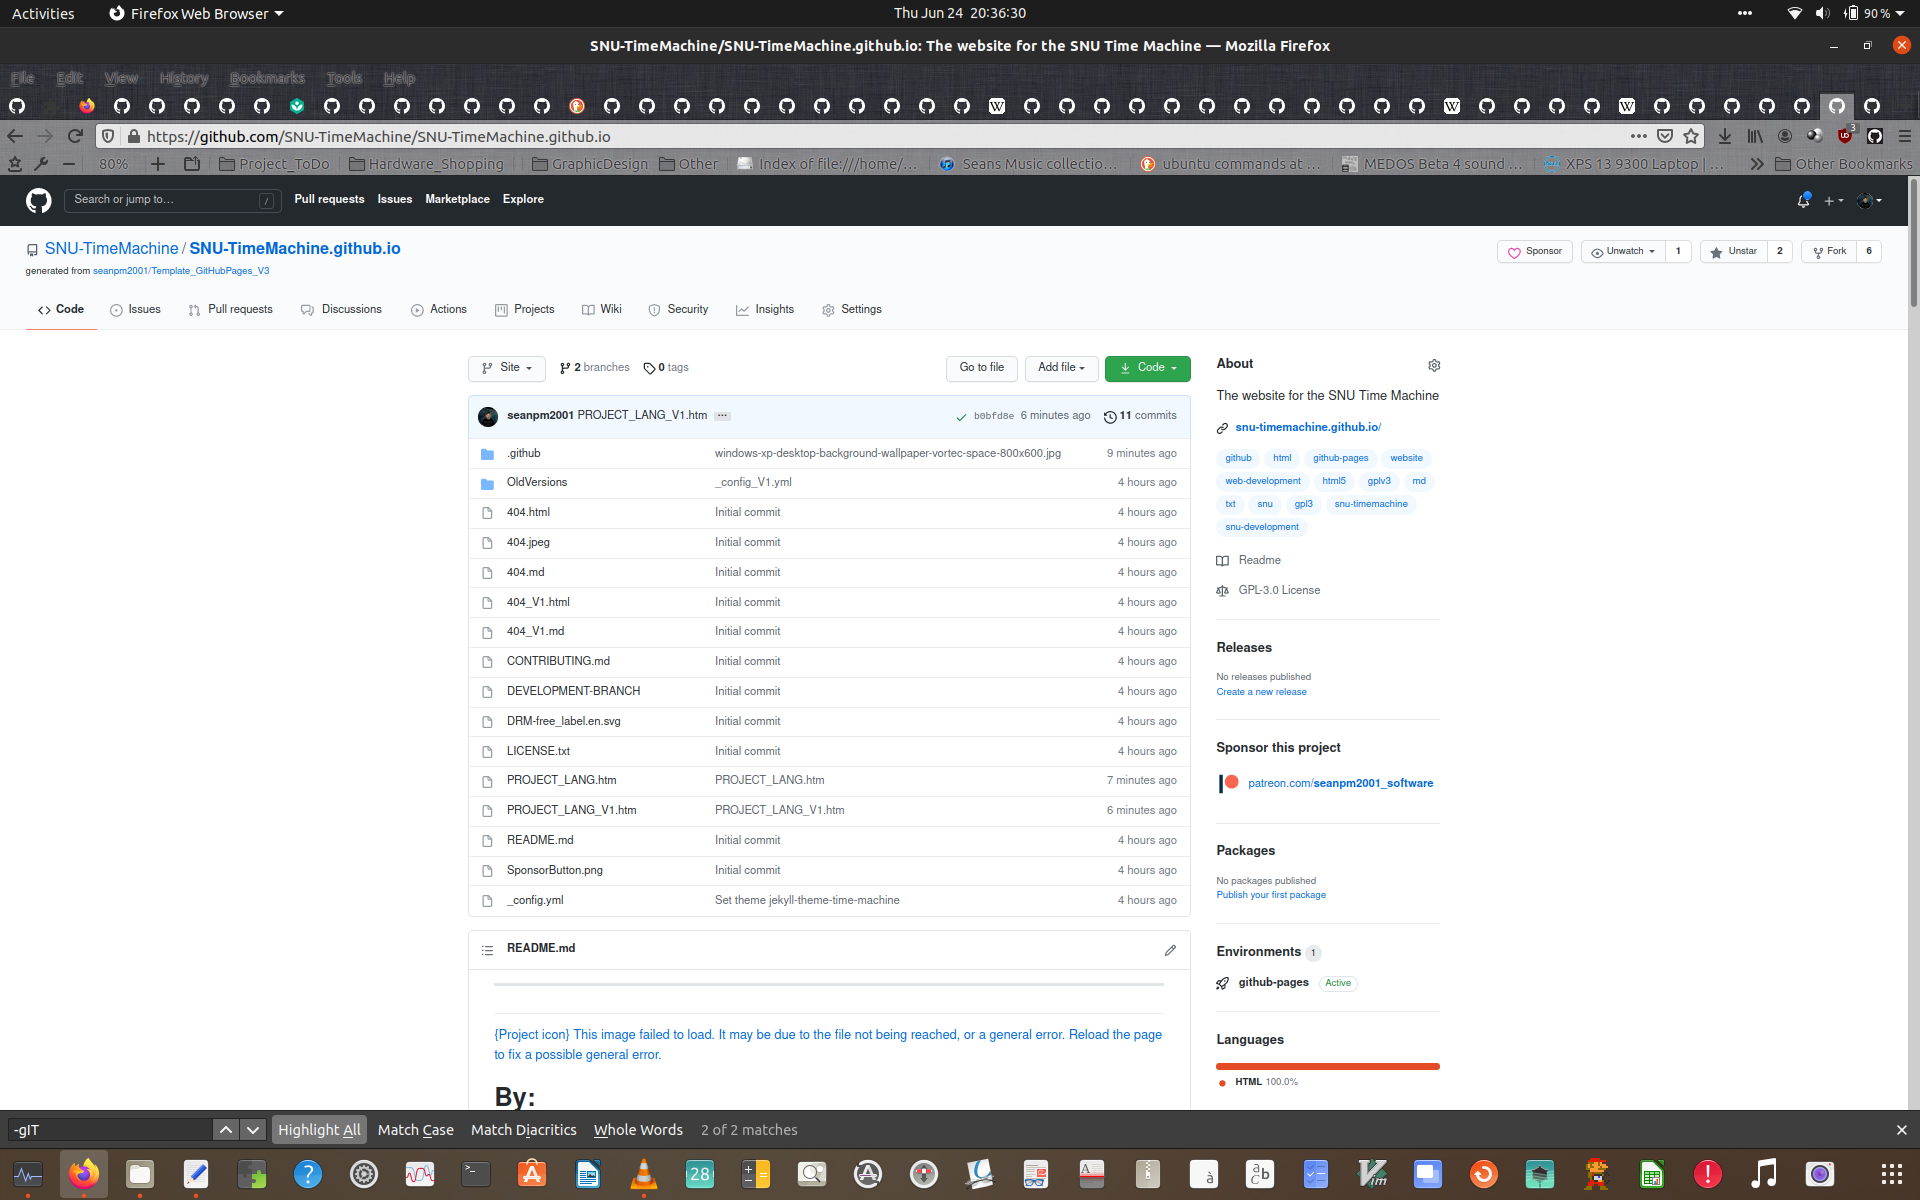 Activities Firefox Web Browser Thu Jun 24 20:36:30 90 %
SNU-TimeMachine/SNU-TimeMachine.github.io: The website for the SNU Time Machine — Mozilla Firefox
File Edit View History Bookmarks Tools Help
https://github.com/SNU-TimeMachine/SNU-TimeMachine.github.io 3
80% Project_ToDo Hardware_Shopping GraphicDesign Other Index of file:///home/… Seans Music collectio… ubuntu commands at … MEDOS Beta 4 sound … XPS 13 9300 Laptop | … Other Bookmarks
Search or jump to… / Pull requests Issues Marketplace Explore
SNU-TimeMachine / SNU-TimeMachine.github.io Sponsor Unwatch 1 Unstar 2 Fork 6
generated from seanpm2001/Template_GitHubPages_V3
Code Issues Pull requests Discussions Actions Projects Wiki Security Insights Settings
Site 2 branches 0 tags Go to file Add file Code
seanpm2001 PROJECT_LANG_V1.htm ... b0bfd8e 6 minutes ago 11 commits
.github windows-xp-desktop-background-wallpaper-vortec-space-800x600.jpg 9 minutes ago
OldVersions _config_V1.yml 4 hours ago
404.html Initial commit 4 hours ago
404.jpeg Initial commit 4 hours ago
404.md Initial commit 4 hours ago
404_V1.html Initial commit 4 hours ago
404_V1.md Initial commit 4 hours ago
CONTRIBUTING.md Initial commit 4 hours ago
DEVELOPMENT-BRANCH Initial commit 4 hours ago
DRM-free_label.en.svg Initial commit 4 hours ago
LICENSE.txt Initial commit 4 hours ago
PROJECT_LANG.htm PROJECT_LANG.htm 7 minutes ago
PROJECT_LANG_V1.htm PROJECT_LANG_V1.htm 6 minutes ago
README.md Initial commit 4 hours ago
SponsorButton.png Initial commit 4 hours ago
_config.yml Set theme jekyll-theme-time-machine 4 hours ago
README.md
{Project icon} This image failed to load. It may be due to the file not being reached, or a general error. Reload the page
to fix a possible general error.
By:
About
The website for the SNU Time Machine
snu-timemachine.github.io/
github html github-pages website
web-development html5 gplv3 md
txt snu gpl3 snu-timemachine
snu-development
Readme
GPL-3.0 License
Releases
No releases published
Create a new release
Sponsor this project
patreon.com/seanpm2001_software
Packages
No packages published
Publish your first package
Environments 1
github-pages Active
Languages
HTML 100.0%
-gIT Highlight All Match Case Match Diacritics Whole Words 2 of 2 matches
28